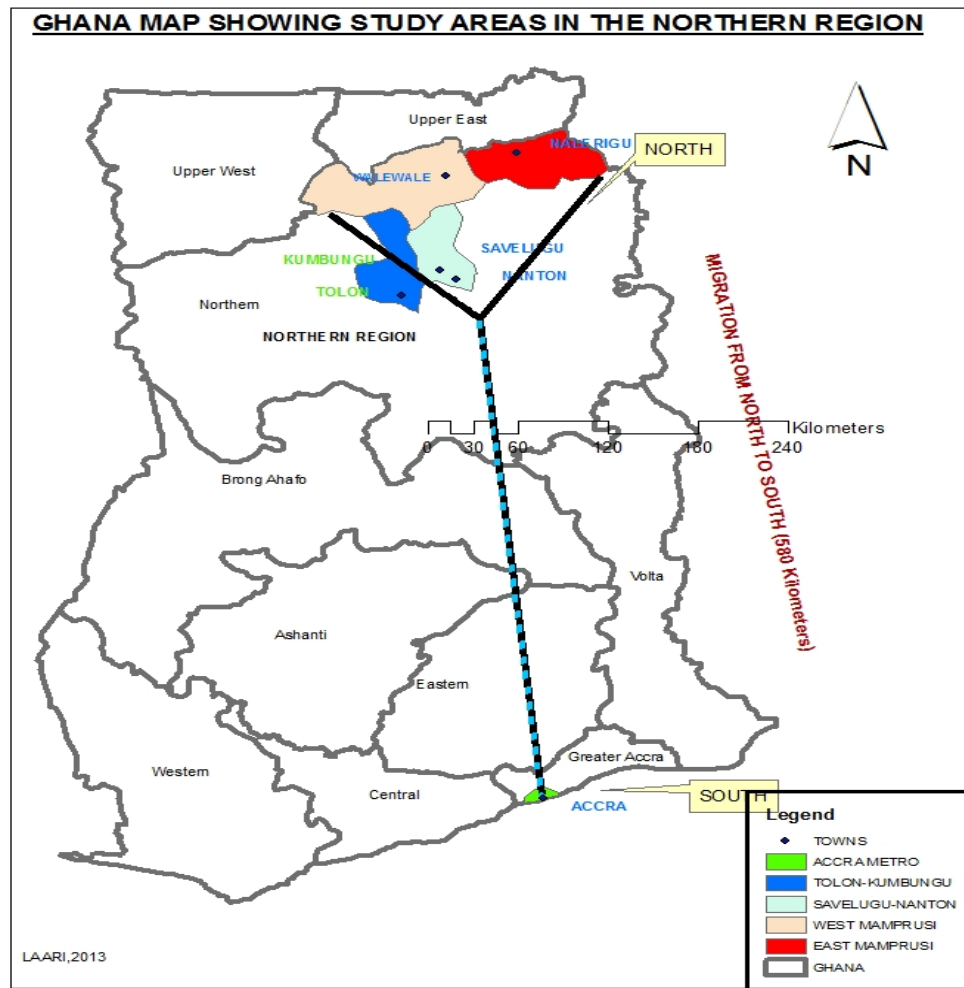 GHANA MAP SHOWING STUDY AREAS IN THE NORTHERN REGION
Upper East
NALERIGU
NORTH
N
Upper West
WALEWALE
SAVELUGU
KUMBUNGU
NANTON
TOLON
Northern
NORTHERN REGION
MIGRATION FROM NORTH TO SOUTH (580 Kilometers)
Kilometers
0 30 60 120 180 240
Brong Ahafo
Volta
Ashanti
Eastern
Greater Accra
Western
Central
SOUTH
ACCRA
Legend
TOWNS
ACCRA METRO
TOLON-KUMBUNGU
SAVELUGU-NANTON
WEST MAMPRUSI
EAST MAMPRUSI
GHANA
LAARI,2013